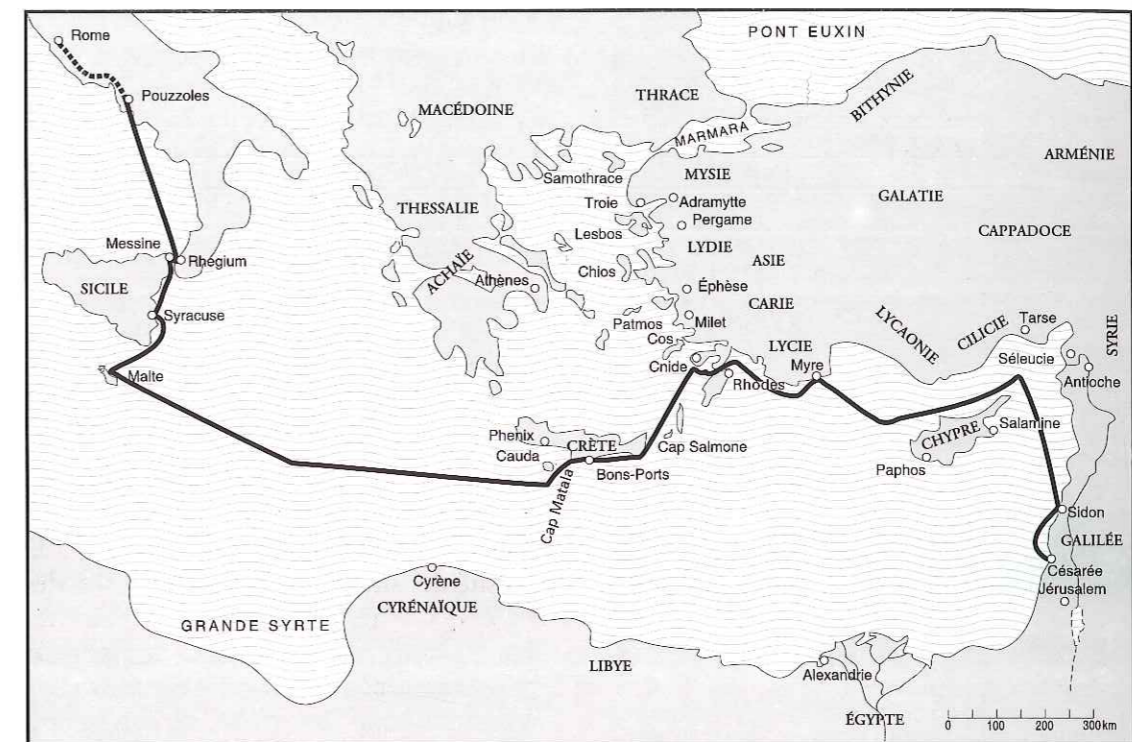 PONT EUXIN
Rome
Pouzzoles
MACÉDOINE
THRACE
BITHYNIE
MARMARA
ARMÉNIE
Samothrace
MYSIE
GALATIE
Troie
Adramytte
THESSALIE
Pergame
CAPPADOCE
Lesbos
LYDIE
Messine
Rhégium
ACHAÏE
Chios
ASIE
SICILE
Athènes
Éphèse
CARIE
Syracuse
Patmos
Milet
LYCAONIE
CILICIE
Tarse
SYRIE
Cos
LYCIE
Séleucie
Malte
Cnide
Rhodes
Myre
Antioche
Phenix
CRÈTE
Cap Salmone
CHYPRE
Salamine
Cauda
Bons-Ports
Paphos
Cap Matala
Sidon
GALILÉE
Cyrène
Césarée
Jérusalem
CYRÉNAÏQUE
GRANDE SYRTE
LIBYE
Alexandrie
ÉGYPTE
0 100 200 300km